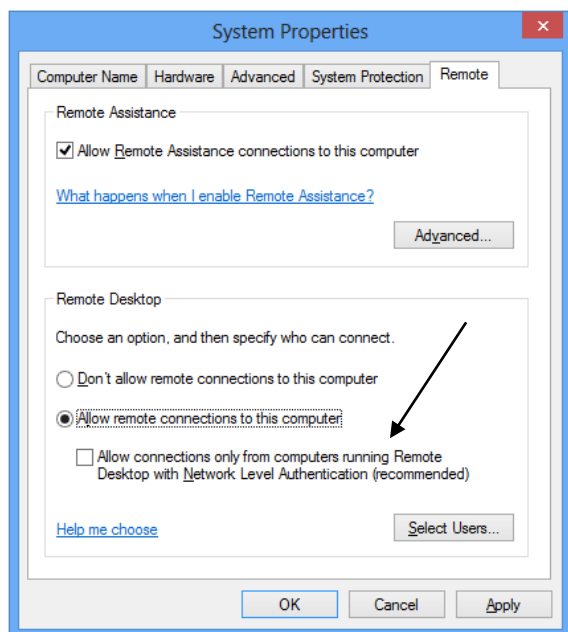 System Properties
Computer Name Hardware Advanced System Protection Remote
Remote Assistance
Allow Remote Assistance connections to this computer
What happens when I enable Remote Assistance?
Advanced...
Remote Desktop
Choose an option, and then specify who can connect.
Don't allow remote connections to this computer
Allow remote connections to this computer
Allow connections only from computers running Remote
Desktop with Network Level Authentication (recommended)
Help me choose
Select Users...
OK Cancel Apply